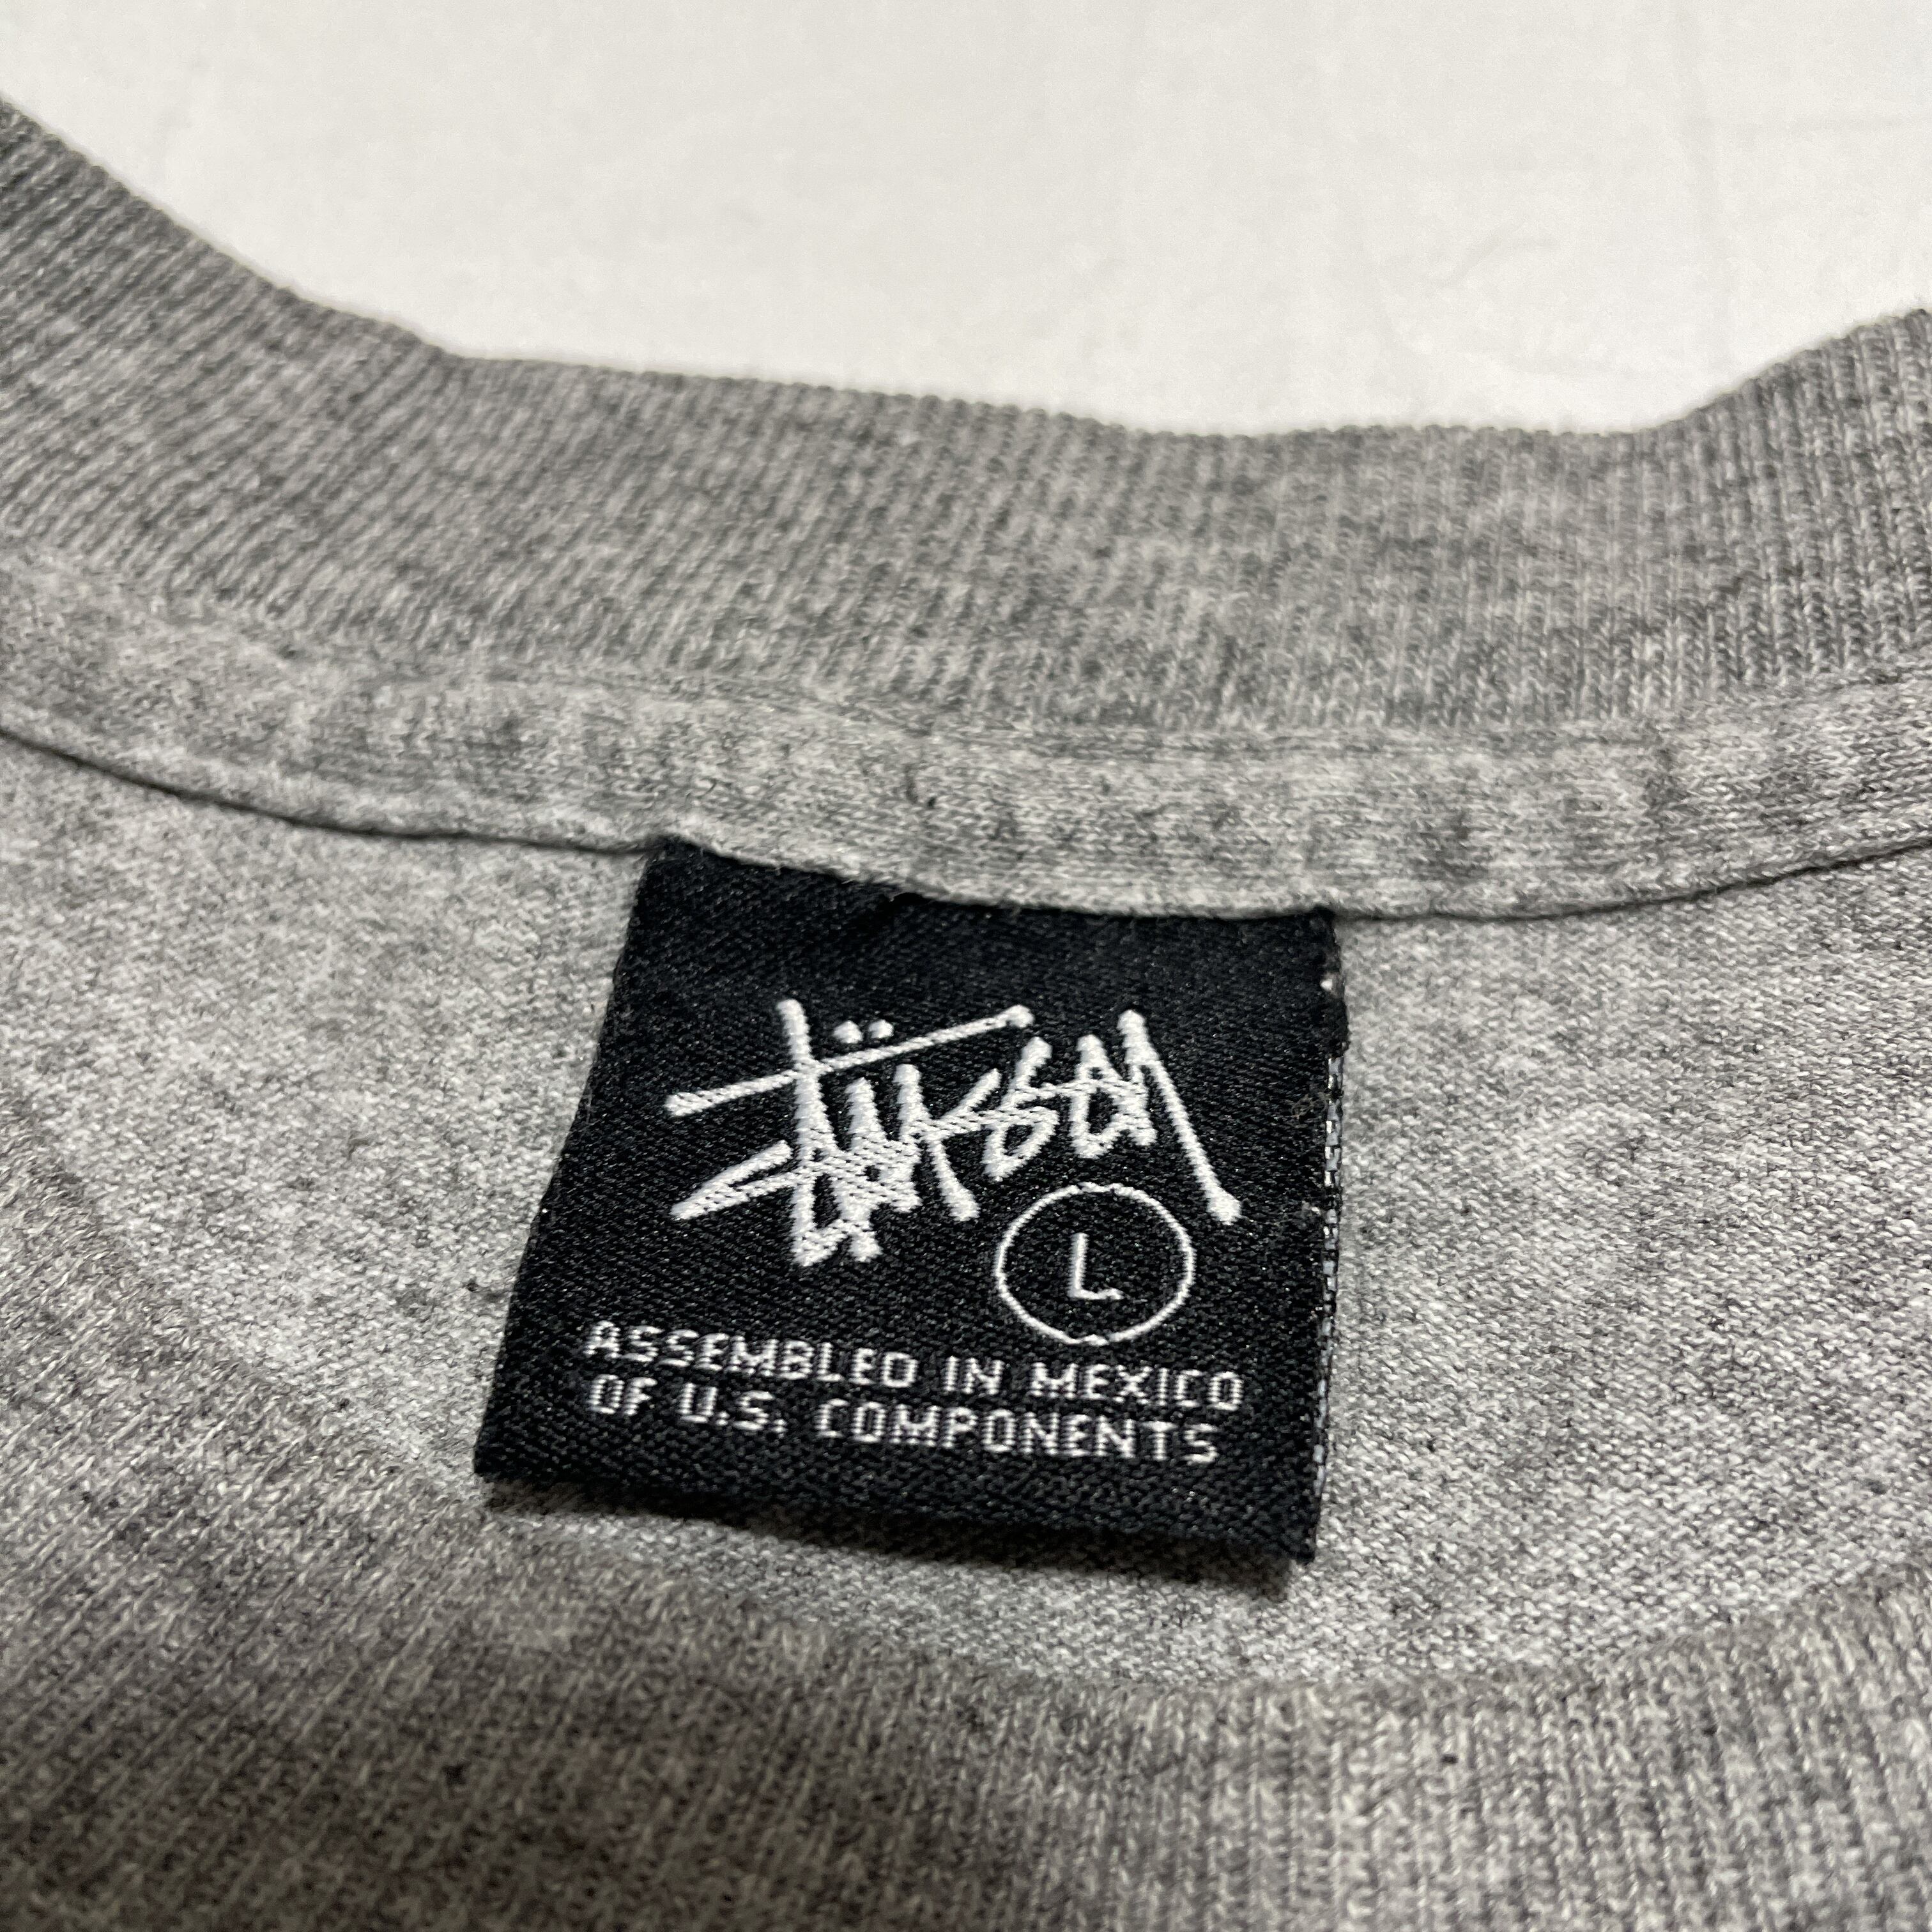 Stüssy
L
ASSEMBLED IN MEXICO
OF U.S. COMPONENTS